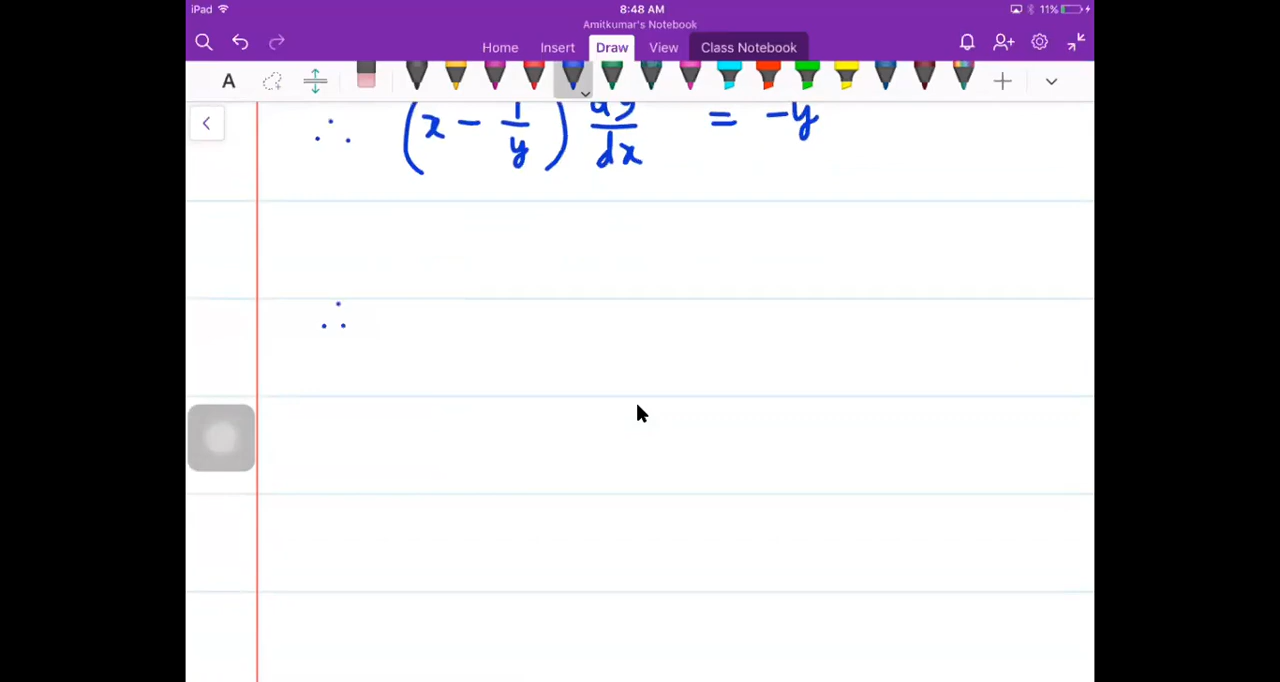 iPad 8:48 AM 11%
Amitkumar's Notebook
Home Insert Draw View Class Notebook
A
∴ (x - 1/y) dy/dx = -y
∴